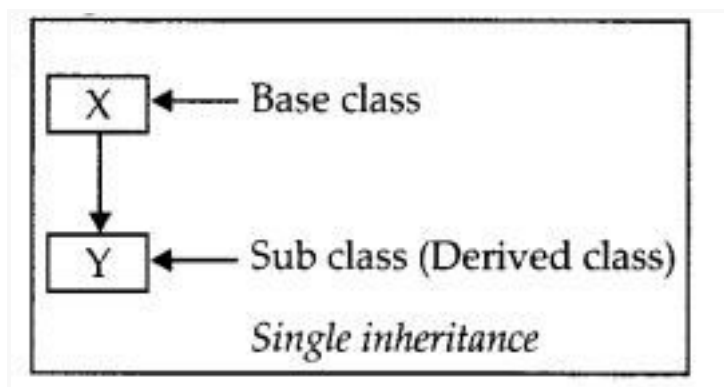 X
Base class
Y
Sub class (Derived class)
Single inheritance